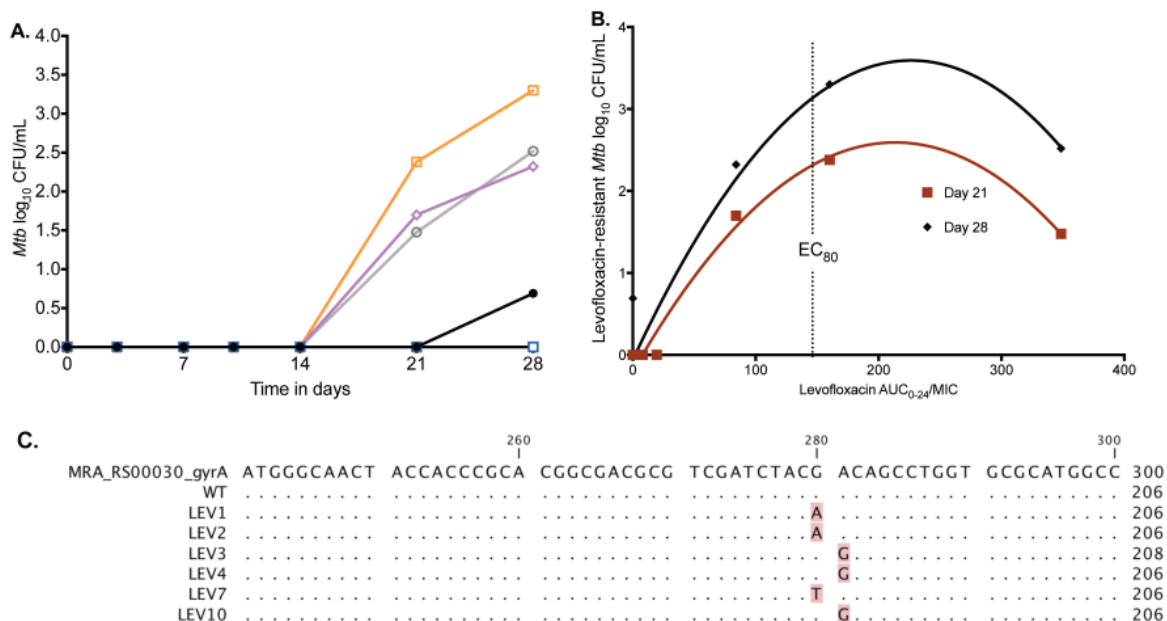 A.
Mtb log10 CFU/mL
4.0
3.5
3.0
2.5
2.0
1.5
1.0
0.5
0.0
0 7 14 21 28
Time in days
B.
Levofloxacin-resistant Mtb log10 CFU/mL
4
3
2
1
0
EC80
Day 21
Day 28
0 100 200 300 400
Levofloxacin AUC0-24/MIC
C.
260 280 300
MRA_RS00030_gyrA ATGGGCAACT ACCACCCGCA CGGCGACGCG TCGATCTACG ACAGCCTGGT GCGCATGGCC 300
WT .......... .......... .......... .......... .......... .......... 206
LEV1 .......... .......... .......... .........A .......... .......... 206
LEV2 .......... .......... .......... .........A .......... .......... 206
LEV3 .......... .......... .......... .......... G......... .......... 208
LEV4 .......... .......... .......... .......... G......... .......... 206
LEV7 .......... .......... .......... .........T .......... .......... 206
LEV10 .......... .......... .......... .......... G......... .......... 206